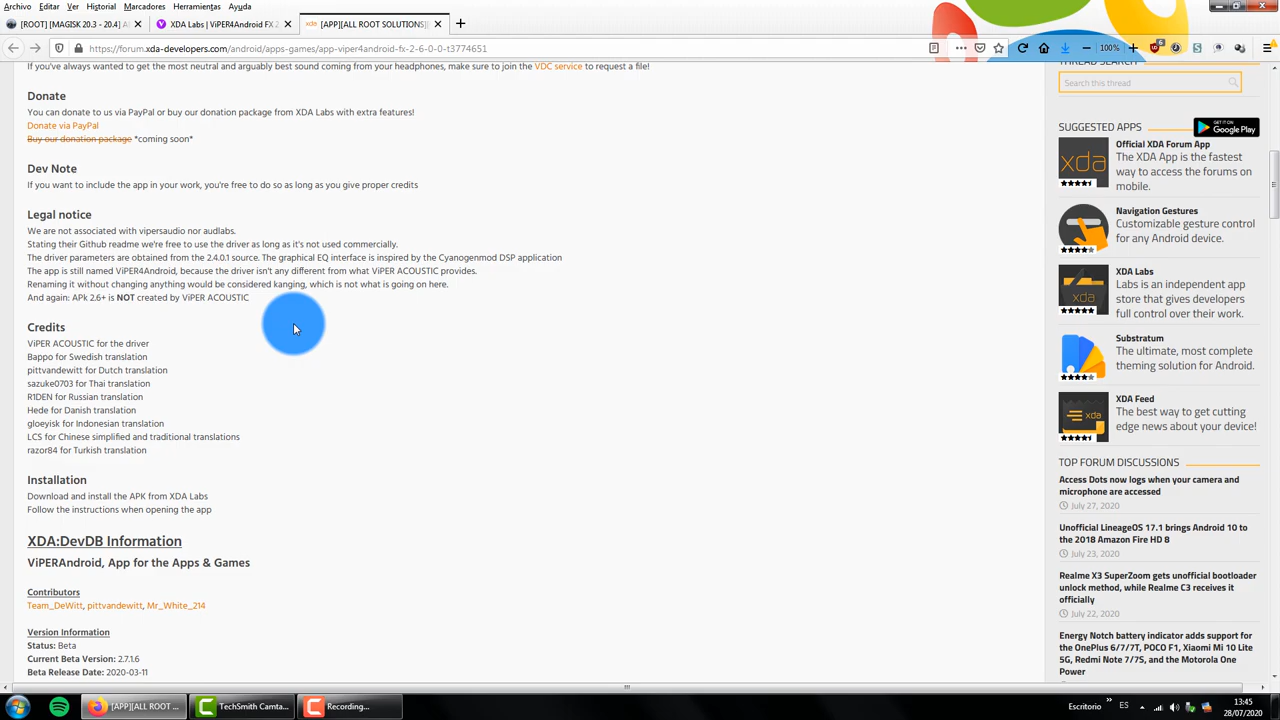 Archivo Editar Ver Historial Marcadores Herramientas Ayuda
[ROOT] [MAGISK 20.3 - 20.4] A
XDA Labs | ViPER4Android FX 2
[APP][ALL ROOT SOLUTIONS]
https://forum.xda-developers.com/android/apps-games/app-viper4android-fx-2-6-0-0-t13774651
100%
6
If you've always wanted to get the most neutral and arguably best sound coming from your headphones, make sure to join the VDC service to request a file!
Donate
You can donate to us via PayPal or buy our donation package from XDA Labs with extra features!
Donate via PayPal
Buy our donation package *coming soon*
Dev Note
If you want to include the app in your work, you're free to do so as long as you give proper credits
Legal notice
We are not associated with vipersaudio nor audlabs.
Stating their Github readme we're free to use the driver as long as it's not used commercially.
The driver parameters are obtained from the 2.4.0.1 source. The graphical EQ interface is inspired by the Cyanogenmod DSP application
The app is still named ViPER4Android, because the driver isn't any different from what ViPER ACOUSTIC provides.
Renaming it without changing anything would be considered kanging, which is not what is going on here.
And again: APk 2.6+ is NOT created by ViPER ACOUSTIC
Credits
ViPER ACOUSTIC for the driver
Bappo for Swedish translation
pittvandewitt for Dutch translation
sazuke0703 for Thai translation
R1DEN for Russian translation
Hede for Danish translation
gloeyisk for Indonesian translation
LCS for Chinese simplified and traditional translations
razor84 for Turkish translation
Installation
Download and install the APK from XDA Labs
Follow the instructions when opening the app
XDA:DevDB Information
ViPERAndroid, App for the Apps & Games
Contributors
Team_DeWitt, pittvandewitt, Mr_White_214
Version Information
Status: Beta
Current Beta Version: 2.7.1.6
Beta Release Date: 2020-03-11
THREAD SEARCH
Search this thread
SUGGESTED APPS
GET IT ON
Google Play
xda
Official XDA Forum App
The XDA App is the fastest
way to access the forums on
mobile.
Navigation Gestures
Customizable gesture control
for any Android device.
xda
XDA Labs
Labs is an independent app
store that gives developers
full control over their work.
Substratum
The ultimate, most complete
theming solution for Android.
xda
XDA Feed
The best way to get cutting
edge news about your device!
TOP FORUM DISCUSSIONS
Access Dots now logs when your camera and
microphone are accessed
July 27, 2020
Unofficial LineageOS 17.1 brings Android 10 to
the 2018 Amazon Fire HD 8
July 23, 2020
Realme X3 SuperZoom gets unofficial bootloader
unlock method, while Realme C3 receives it
officially
July 22, 2020
Energy Notch battery indicator adds support for
the OnePlus 6/7/7T, POCO F1, Xiaomi Mi 10 Lite
5G, Redmi Note 7/7S, and the Motorola One
Power
[APP][ALL ROOT ...
TechSmith Camta...
Recording...
Escritorio
ES
13:45
28/07/2020